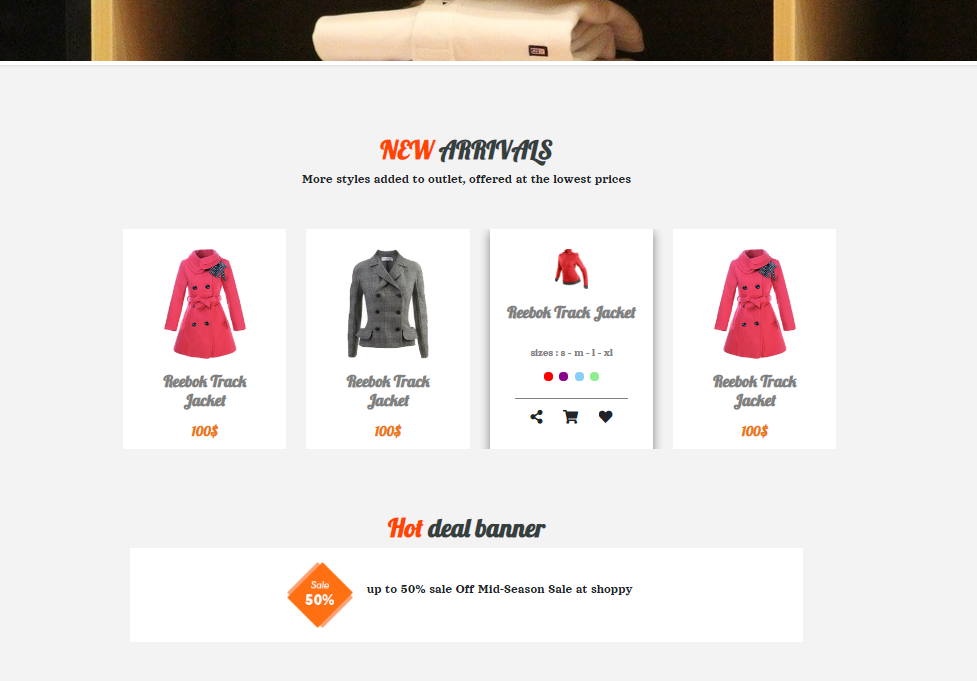 NEW ARRIVALS
More styles added to outlet, offered at the lowest prices
Reebok Track
Jacket
100$
Reebok Track
Jacket
100$
Reebok Track Jacket
sizes : s - m - l - xl
Reebok Track
Jacket
100$
Hot deal banner
Sale
50%
up to 50% sale Off Mid-Season Sale at shoppy